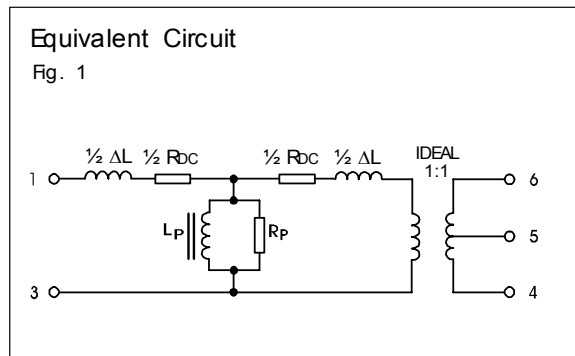 Equivalent Circuit
Fig. 1
½ ΔL ½ RDC ½ RDC ½ ΔL IDEAL
1:1
1 6
LP RP 5
3 4